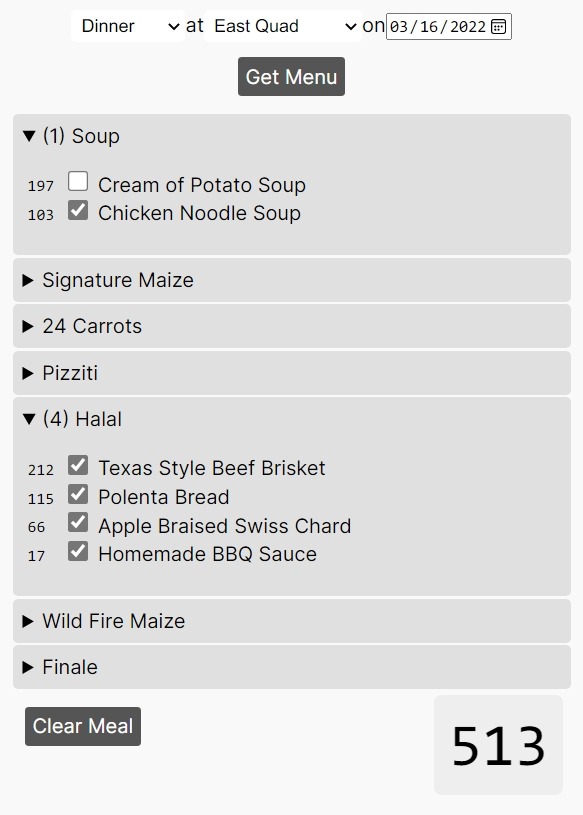 Dinner at East Quad on 03/16/2022
Get Menu
(1) Soup
197 Cream of Potato Soup
103 Chicken Noodle Soup
Signature Maize
24 Carrots
Pizziti
(4) Halal
212 Texas Style Beef Brisket
115 Polenta Bread
66 Apple Braised Swiss Chard
17 Homemade BBQ Sauce
Wild Fire Maize
Finale
Clear Meal
513